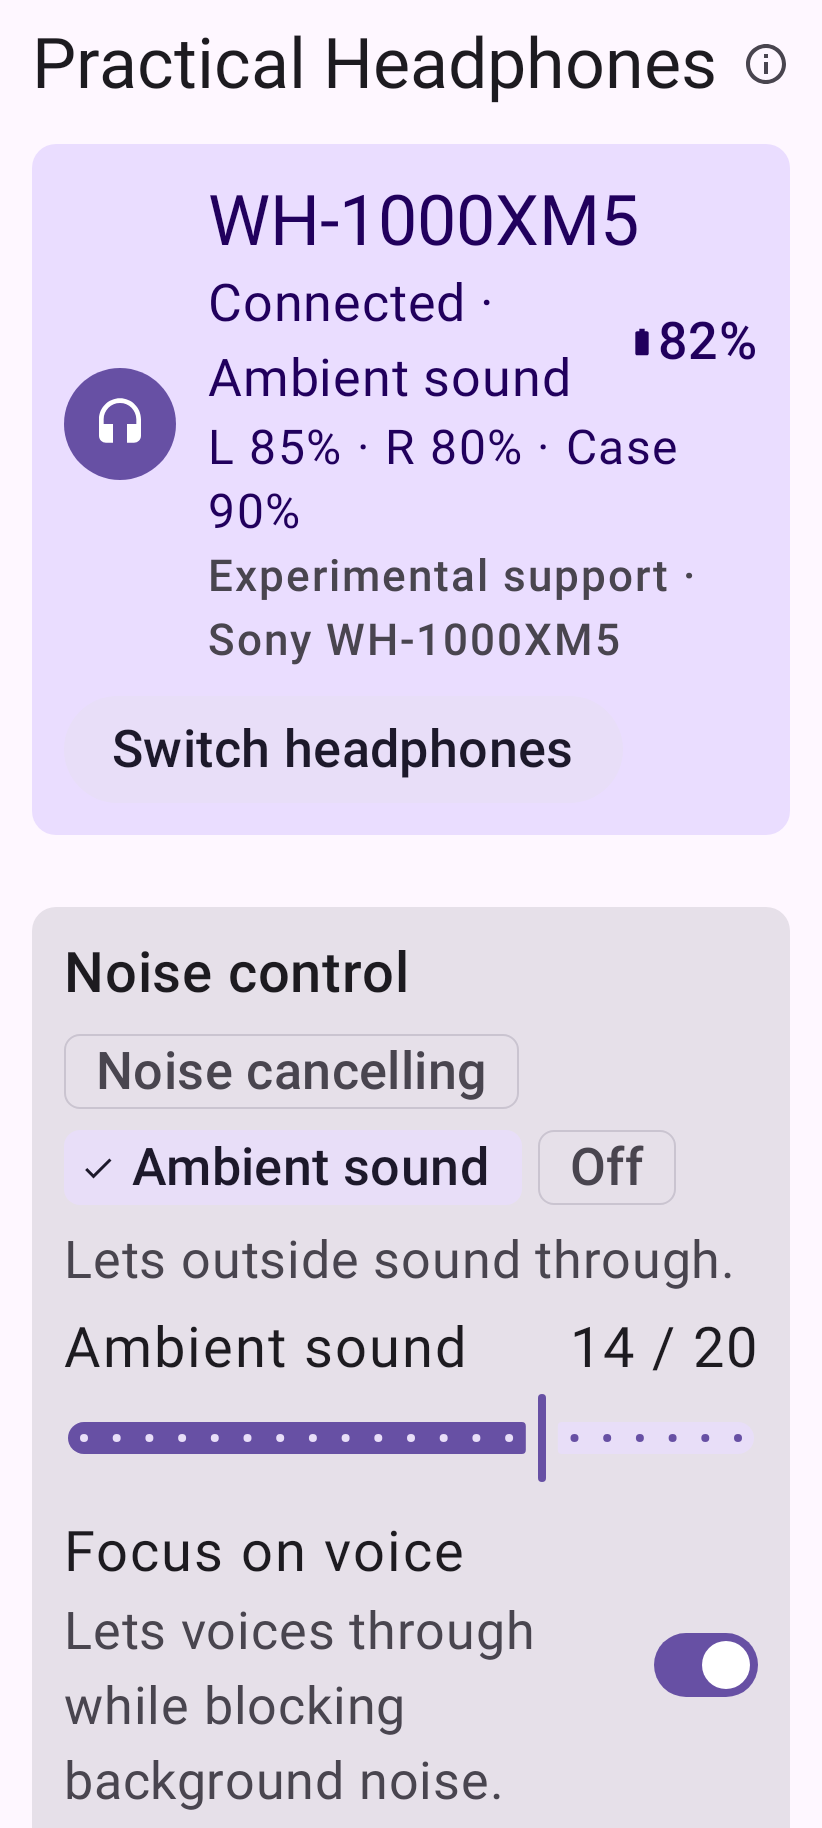 Practical Headphones
WH-1000XM5
Connected ·
Ambient sound
82%
L 85% · R 80% · Case
90%
Experimental support ·
Sony WH-1000XM5
Switch headphones
Noise control
Noise cancelling
Ambient sound
Off
Lets outside sound through.
Ambient sound 14 / 20
Focus on voice
Lets voices through
while blocking
background noise.